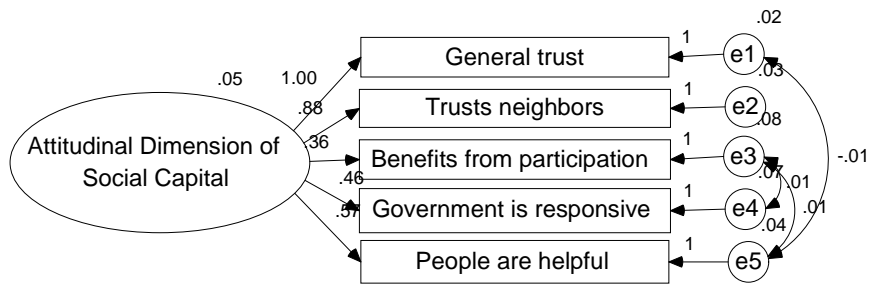 .02
1
General trust
e1
.05
1.00
.03
.88
1
Trusts neighbors
e2
.08
.36
1
Attitudinal Dimension of
Social Capital
Benefits from participation
e3
-.01
.07
.01
.46
1
Government is responsive
e4
.01
.57
.04
1
People are helpful
e5